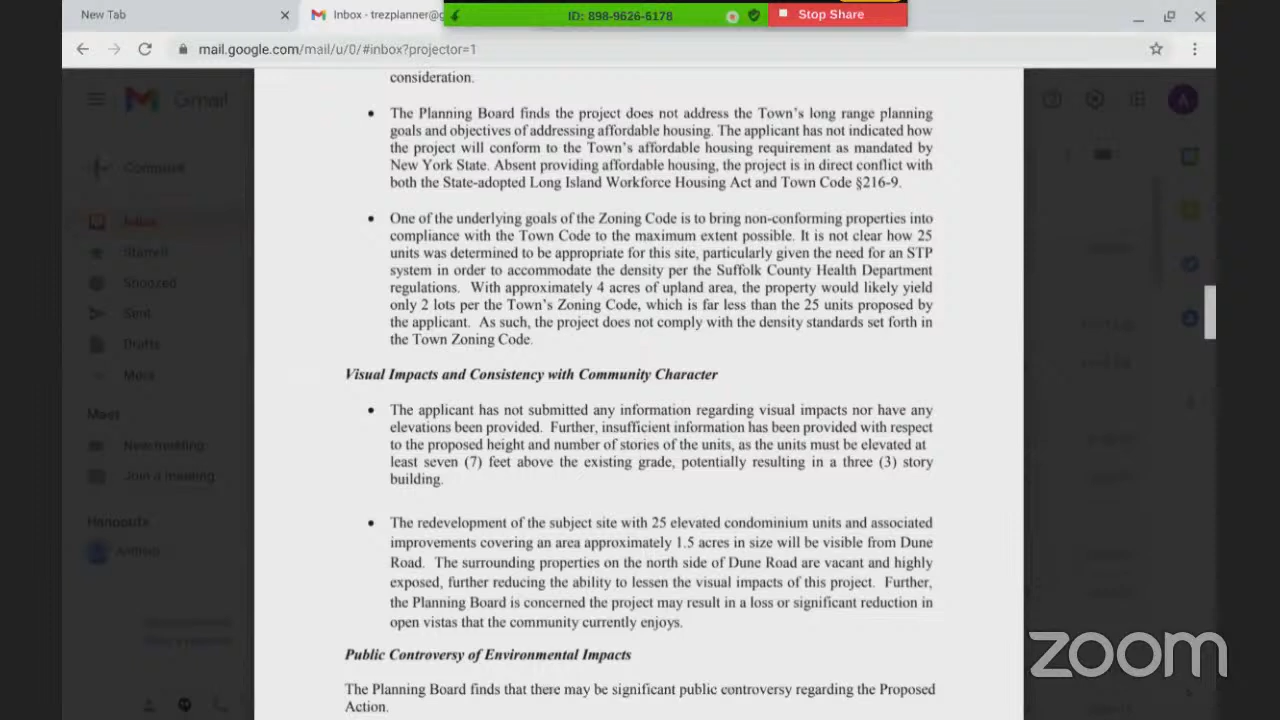 New Tab
Inbox - trezplanner@g
ID: 898-9626-6178
Stop Share
mail.google.com/mail/u/0/#inbox?projector=1
Gmail
Compose
Inbox
Starred
Snoozed
Sent
Drafts
More
Meet
New meeting
Join a meeting
Hangouts
consideration.
• The Planning Board finds the project does not address the Town's long range planning
goals and objectives of addressing affordable housing. The applicant has not indicated how
the project will conform to the Town's affordable housing requirement as mandated by
New York State. Absent providing affordable housing, the project is in direct conflict with
both the State-adopted Long Island Workforce Housing Act and Town Code §216-9.
• One of the underlying goals of the Zoning Code is to bring non-conforming properties into
compliance with the Town Code to the maximum extent possible. It is not clear how 25
units was determined to be appropriate for this site, particularly given the need for an STP
system in order to accommodate the density per the Suffolk County Health Department
regulations. With approximately 4 acres of upland area, the property would likely yield
only 2 lots per the Town's Zoning Code, which is far less than the 25 units proposed by
the applicant. As such, the project does not comply with the density standards set forth in
the Town Zoning Code.
Visual Impacts and Consistency with Community Character
• The applicant has not submitted any information regarding visual impacts nor have any
elevations been provided. Further, insufficient information has been provided with respect
to the proposed height and number of stories of the units, as the units must be elevated at
least seven (7) feet above the existing grade, potentially resulting in a three (3) story
building.
• The redevelopment of the subject site with 25 elevated condominium units and associated
improvements covering an area approximately 1.5 acres in size will be visible from Dune
Road. The surrounding properties on the north side of Dune Road are vacant and highly
exposed, further reducing the ability to lessen the visual impacts of this project. Further,
the Planning Board is concerned the project may result in a loss or significant reduction in
open vistas that the community currently enjoys.
Public Controversy of Environmental Impacts
The Planning Board finds that there may be significant public controversy regarding the Proposed
Action.
zoom